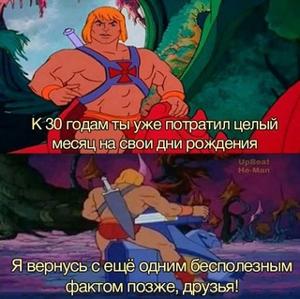 К 30 годам ты уже потратил целый
месяц на свои дни рождения
UpBeat
He-Man
Я вернусь с ещё одним бесполезным
фактом позже, друзья!